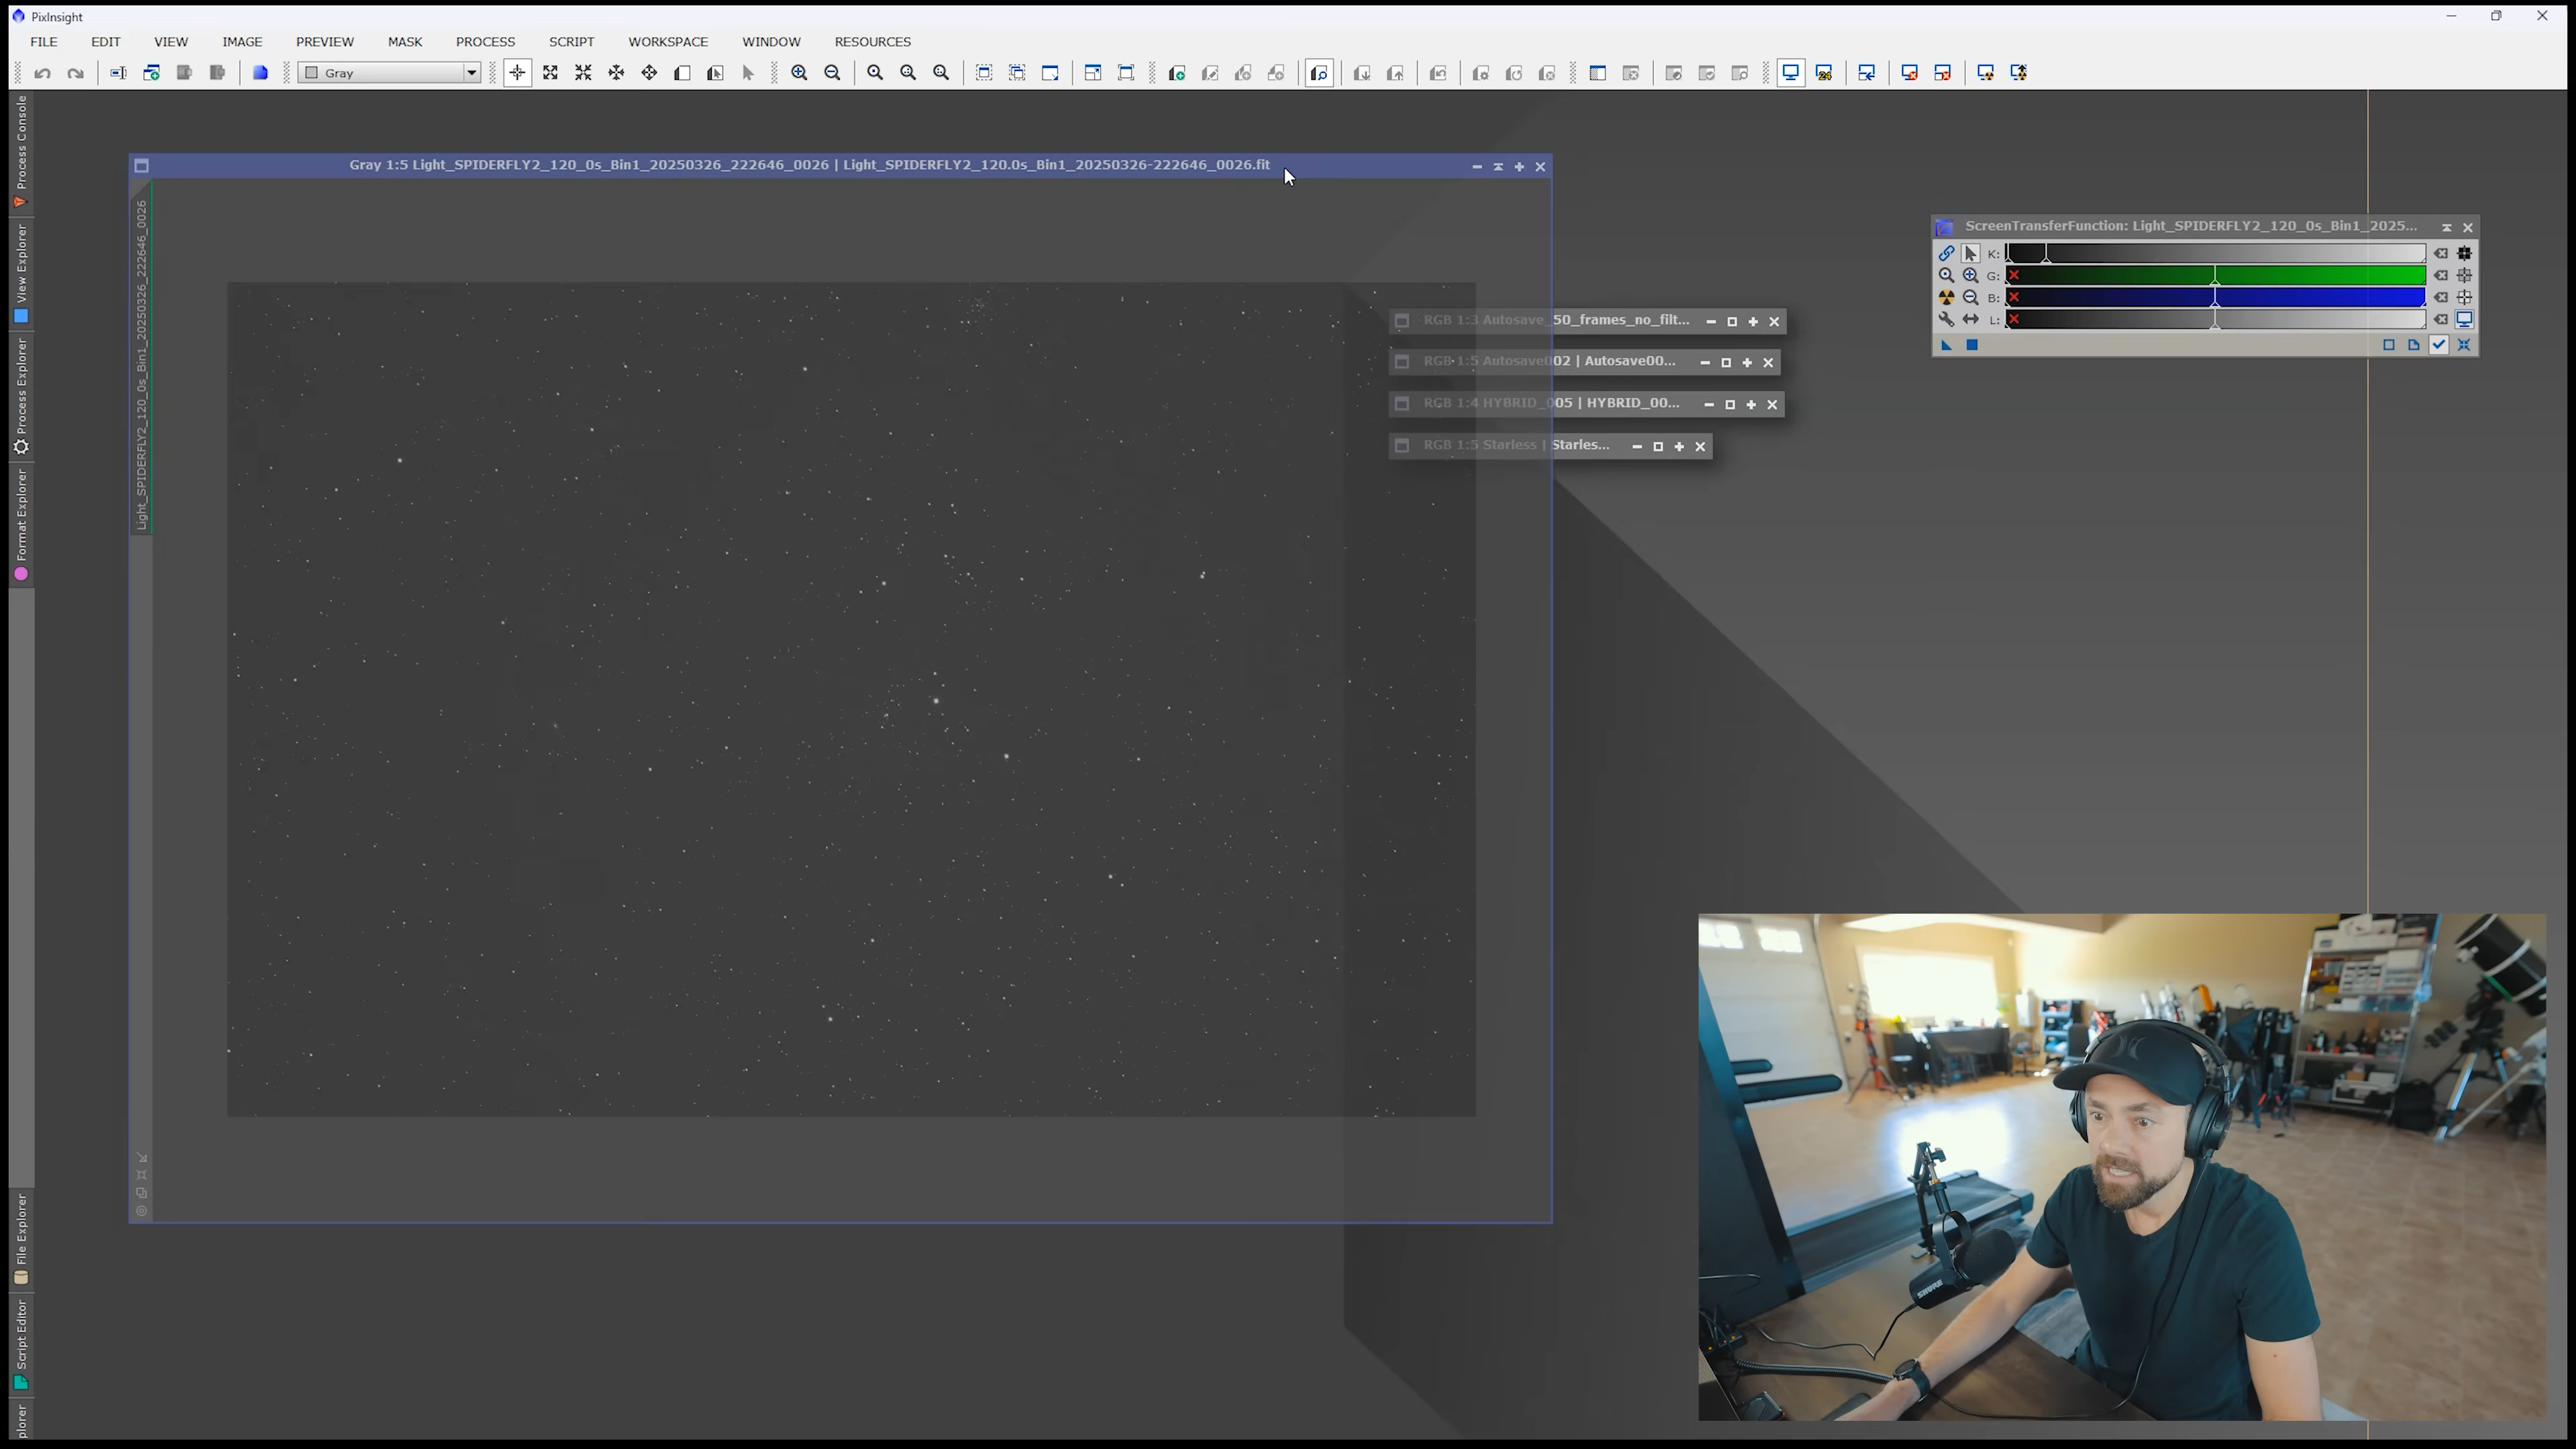 PixInsight
FILE EDIT VIEW IMAGE PREVIEW MASK PROCESS SCRIPT WORKSPACE WINDOW RESOURCES
Gray
24
Process Console
View Explorer
Process Explorer
Format Explorer
File Explorer
Script Editor
plorer
Gray 1:5 Light_SPIDERFLY2_120_0s_Bin1_20250326_222646_0026 | Light_SPIDERFLY2_120.0s_Bin1_20250326-222646_0026.fit
Light_SPIDERFLY2_120_0s_Bin1_20250326_222646_0026
RGB 1:3 Autosave_50_frames_no_filt...
RGB 1:5 Autosave002 | Autosave00...
RGB 1:4 HYBRID_005 | HYBRID_00...
RGB 1:5 Starless | Starles...
ScreenTransferFunction: Light_SPIDERFLY2_120_0s_Bin1_2025...
K:
G:
B:
L:
SHURE